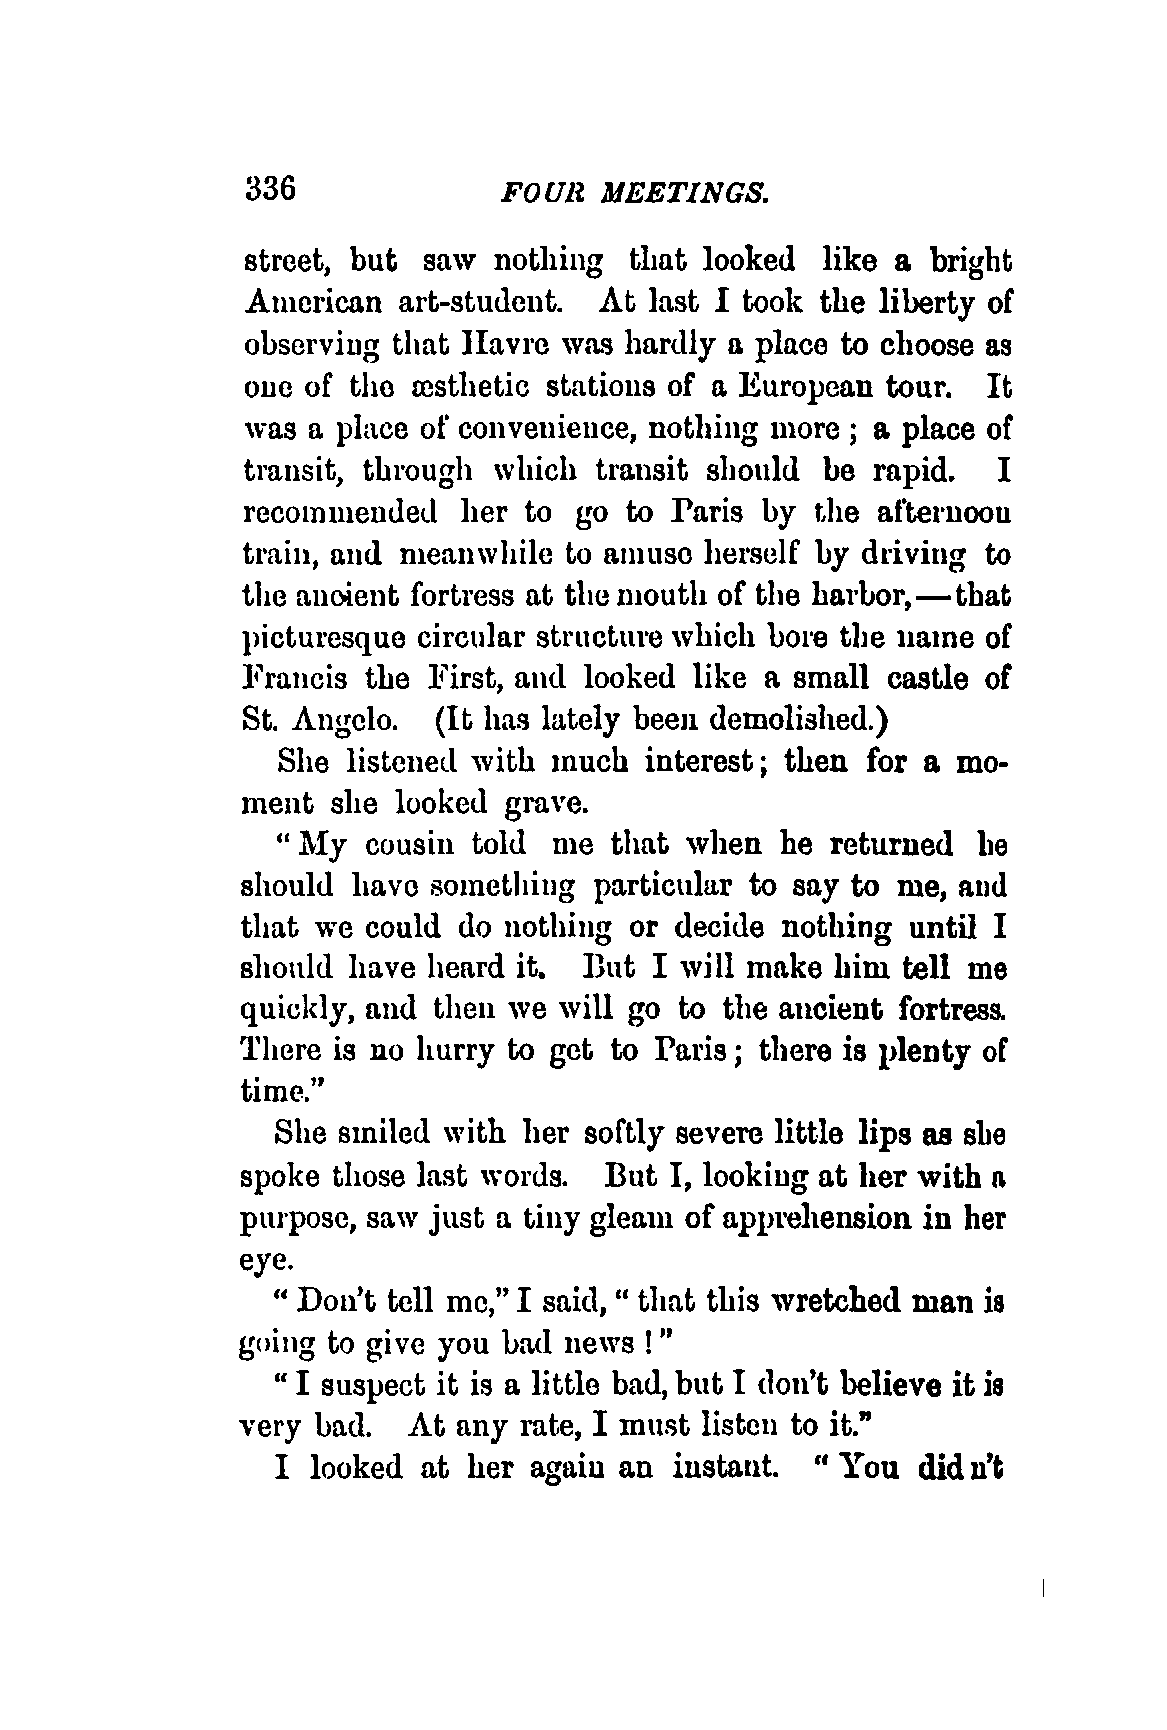 336 FOUR MEETINGS.
street, but saw nothing that looked like a bright
American art-student. At last I took the liberty of
observing that Havre was hardly a place to choose as
one of the æsthetic stations of a European tour. It
was a place of convenience, nothing more; a place of
transit, through which transit should be rapid. I
recommended her to go to Paris by the afternoon
train, and meanwhile to amuse herself by driving to
the ancient fortress at the mouth of the harbor,—that
picturesque circular structure which bore the name of
Francis the First, and looked like a small castle of
St. Angelo. (It has lately been demolished.)
She listened with much interest; then for a mo-
ment she looked grave.
"My cousin told me that when he returned he
should have something particular to say to me, and
that we could do nothing or decide nothing until I
should have heard it. But I will make him tell me
quickly, and then we will go to the ancient fortress.
There is no hurry to get to Paris; there is plenty of
time."
She smiled with her softly severe little lips as she
spoke those last words. But I, looking at her with a
purpose, saw just a tiny gleam of apprehension in her
eye.
"Don't tell me," I said, "that this wretched man is
going to give you bad news!"
"I suspect it is a little bad, but I don't believe it is
very bad. At any rate, I must listen to it."
I looked at her again an instant. "You didn't